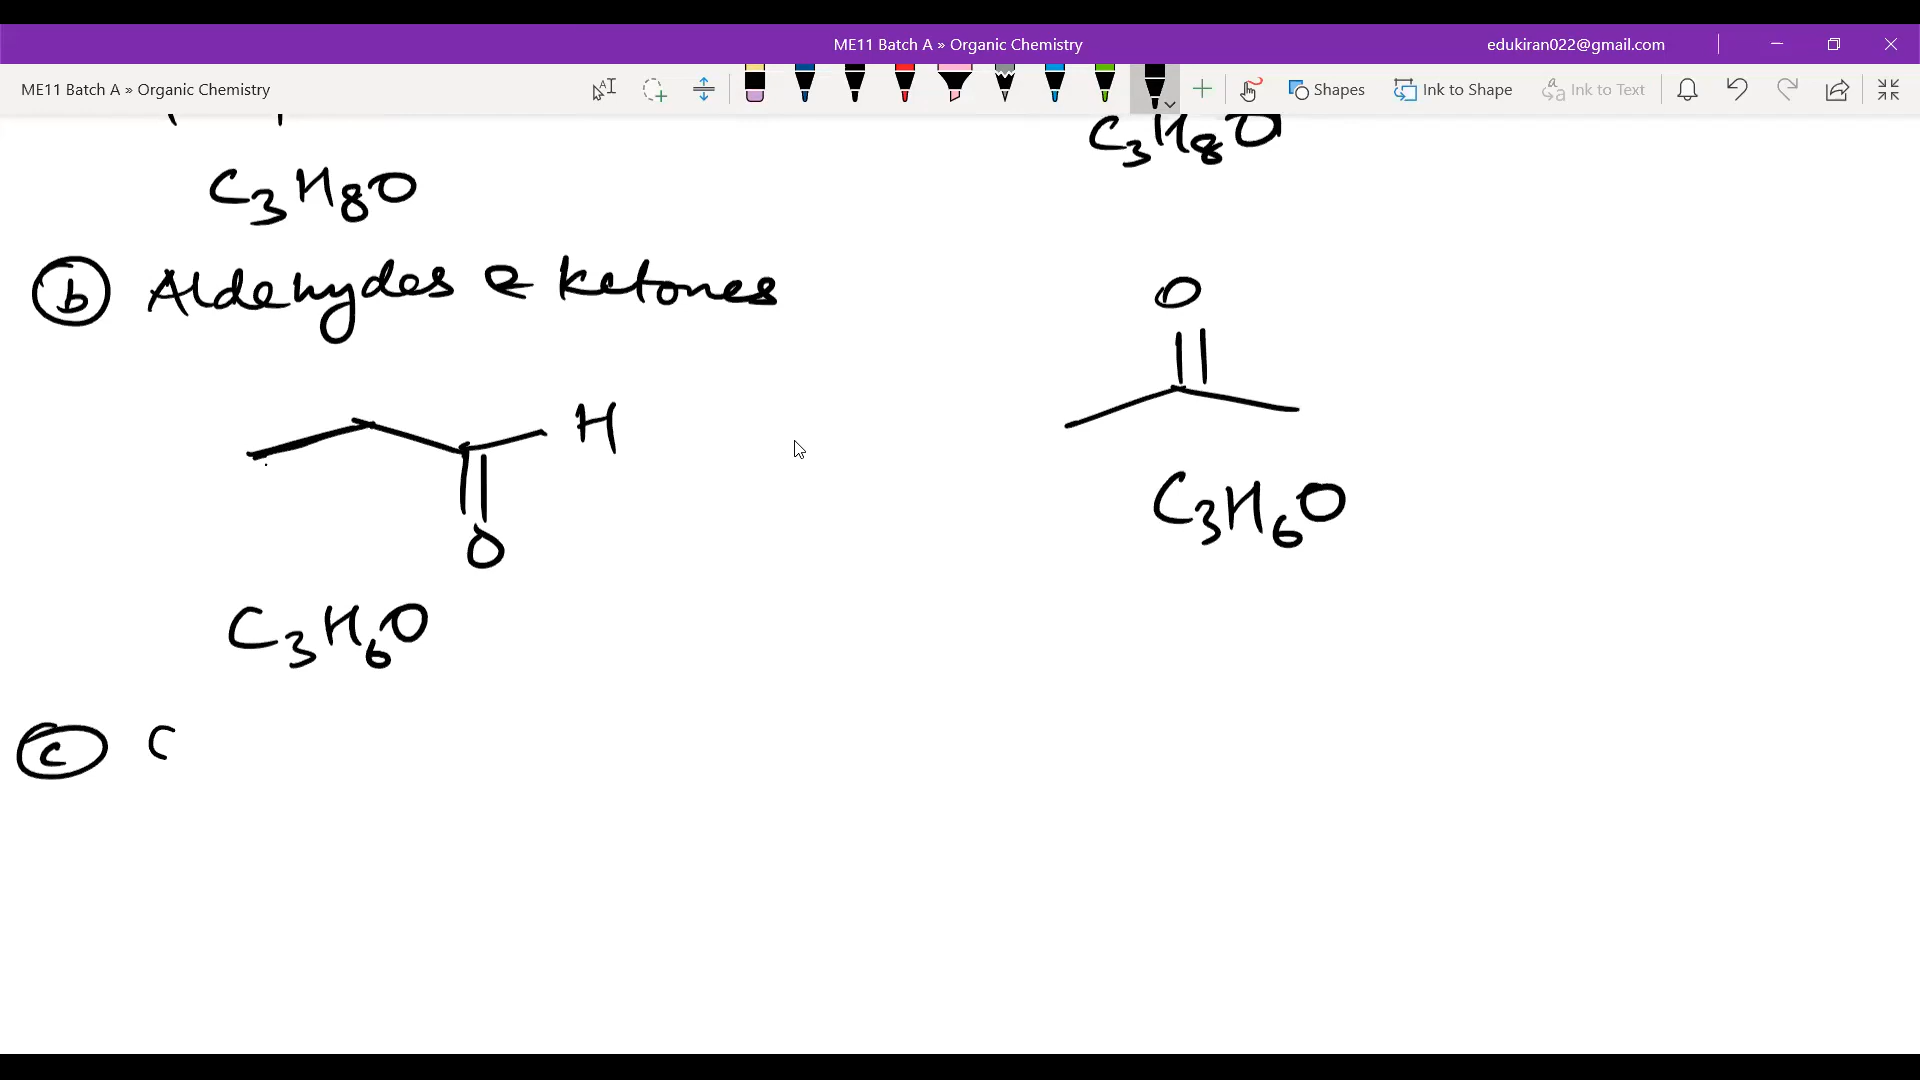 ME11 Batch A » Organic Chemistry
edukiran022@gmail.com
ME11 Batch A » Organic Chemistry
Shapes
Ink to Shape
Ink to Text
C₃H₈O
C₃H₈O
(b) Aldehydes & ketones
O
H
O
C₃H₆O
C₃H₆O
(c) C